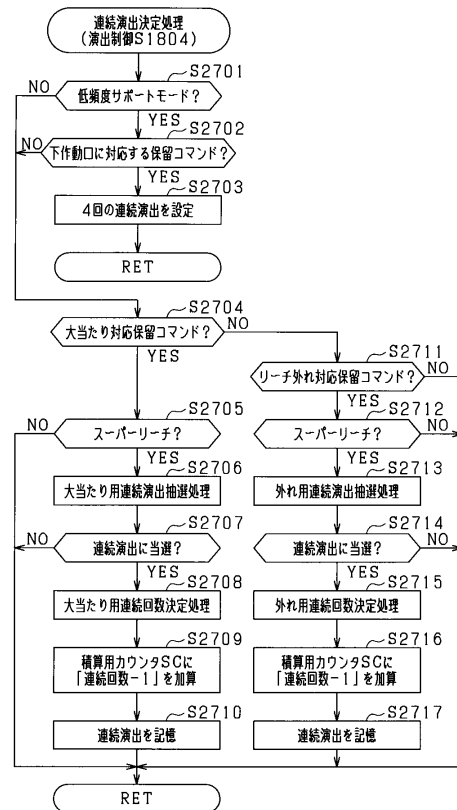 連続演出決定処理
(演出制御S1804)
S2701
低頻度サポートモード?
NO
YES
S2702
下作動口に対応する保留コマンド?
NO
YES
S2703
4回の連続演出を設定
RET
S2704
大当たり対応保留コマンド?
NO
YES
S2711
リーチ外れ対応保留コマンド?
NO
YES
S2705
スーパーリーチ?
NO
YES
S2712
スーパーリーチ?
NO
YES
S2706
大当たり用連続演出抽選処理
S2713
外れ用連続演出抽選処理
S2707
連続演出に当選?
NO
YES
S2714
連続演出に当選?
NO
YES
S2708
大当たり用連続回数決定処理
S2715
外れ用連続回数決定処理
S2709
積算用カウンタSCに
「連続回数-1」を加算
S2716
積算用カウンタSCに
「連続回数-1」を加算
S2710
連続演出を記憶
S2717
連続演出を記憶
RET